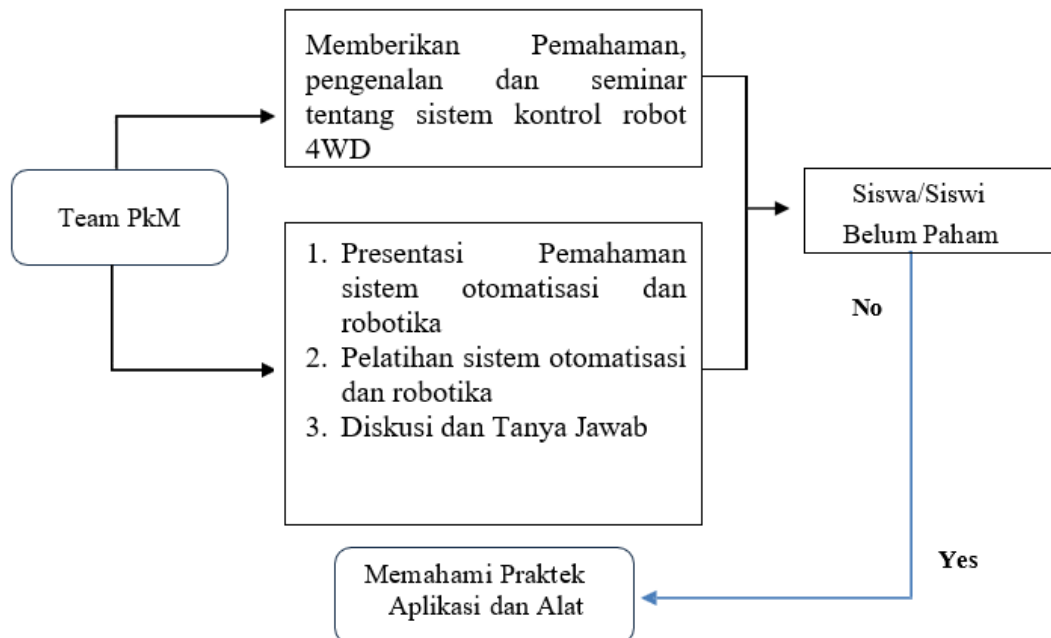 Memberikan Pemahaman,
pengenalan dan seminar
tentang sistem kontrol robot
4WD
Team PkM
1. Presentasi Pemahaman
sistem otomatisasi dan
robotika
2. Pelatihan sistem otomatisasi
dan robotika
3. Diskusi dan Tanya Jawab
Siswa/Siswi
Belum Paham
No
Yes
Memahami Praktek
Aplikasi dan Alat